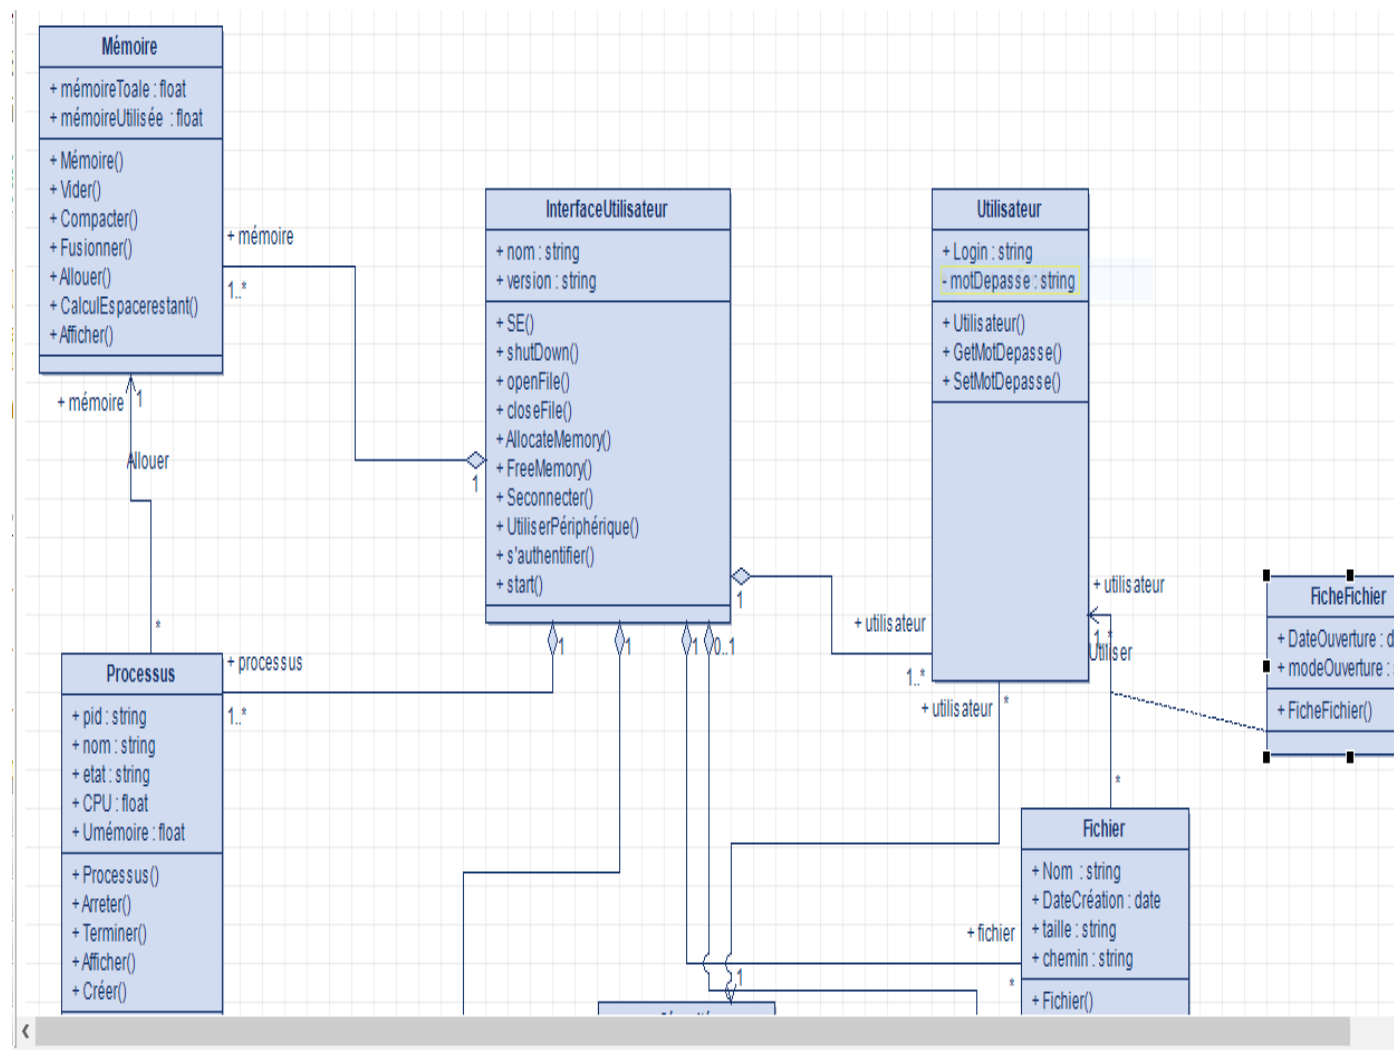 Mémoire
+ mémoireToale : float
+ mémoireUtilisée : float
+ Mémoire()
+ Vider()
+ Compacter()
+ Fusionner()
+ Allouer()
+ CalculEspacerestant()
+ Afficher()
+ mémoire
1..*
+ mémoire
1
Allouer
*
InterfaceUtilisateur
+ nom : string
+ version : string
+ SE()
+ shutDown()
+ openFile()
+ closeFile()
+ AllocateMemory()
+ FreeMemory()
+ Seconnecter()
+ UtiliserPériphérique()
+ s'authentifier()
+ start()
1
1
1
1
1
0..1
Utilisateur
+ Login : string
- motDepasse : string
+ Utilisateur()
+ GetMotDepasse()
+ SetMotDepasse()
+ utilisateur
1..*
+ utilisateur
*
+ utilisateur
1..*
Utiliser
*
FicheFichier
+ DateOuverture : d
+ modeOuverture :
+ FicheFichier()
Processus
+ processus
1..*
+ pid : string
+ nom : string
+ etat : string
+ CPU : float
+ Umémoire : float
+ Processus()
+ Arreter()
+ Terminer()
+ Afficher()
+ Créer()
Fichier
+ Nom : string
+ DateCréation : date
+ taille : string
+ chemin : string
+ Fichier()
+ fichier
*
1